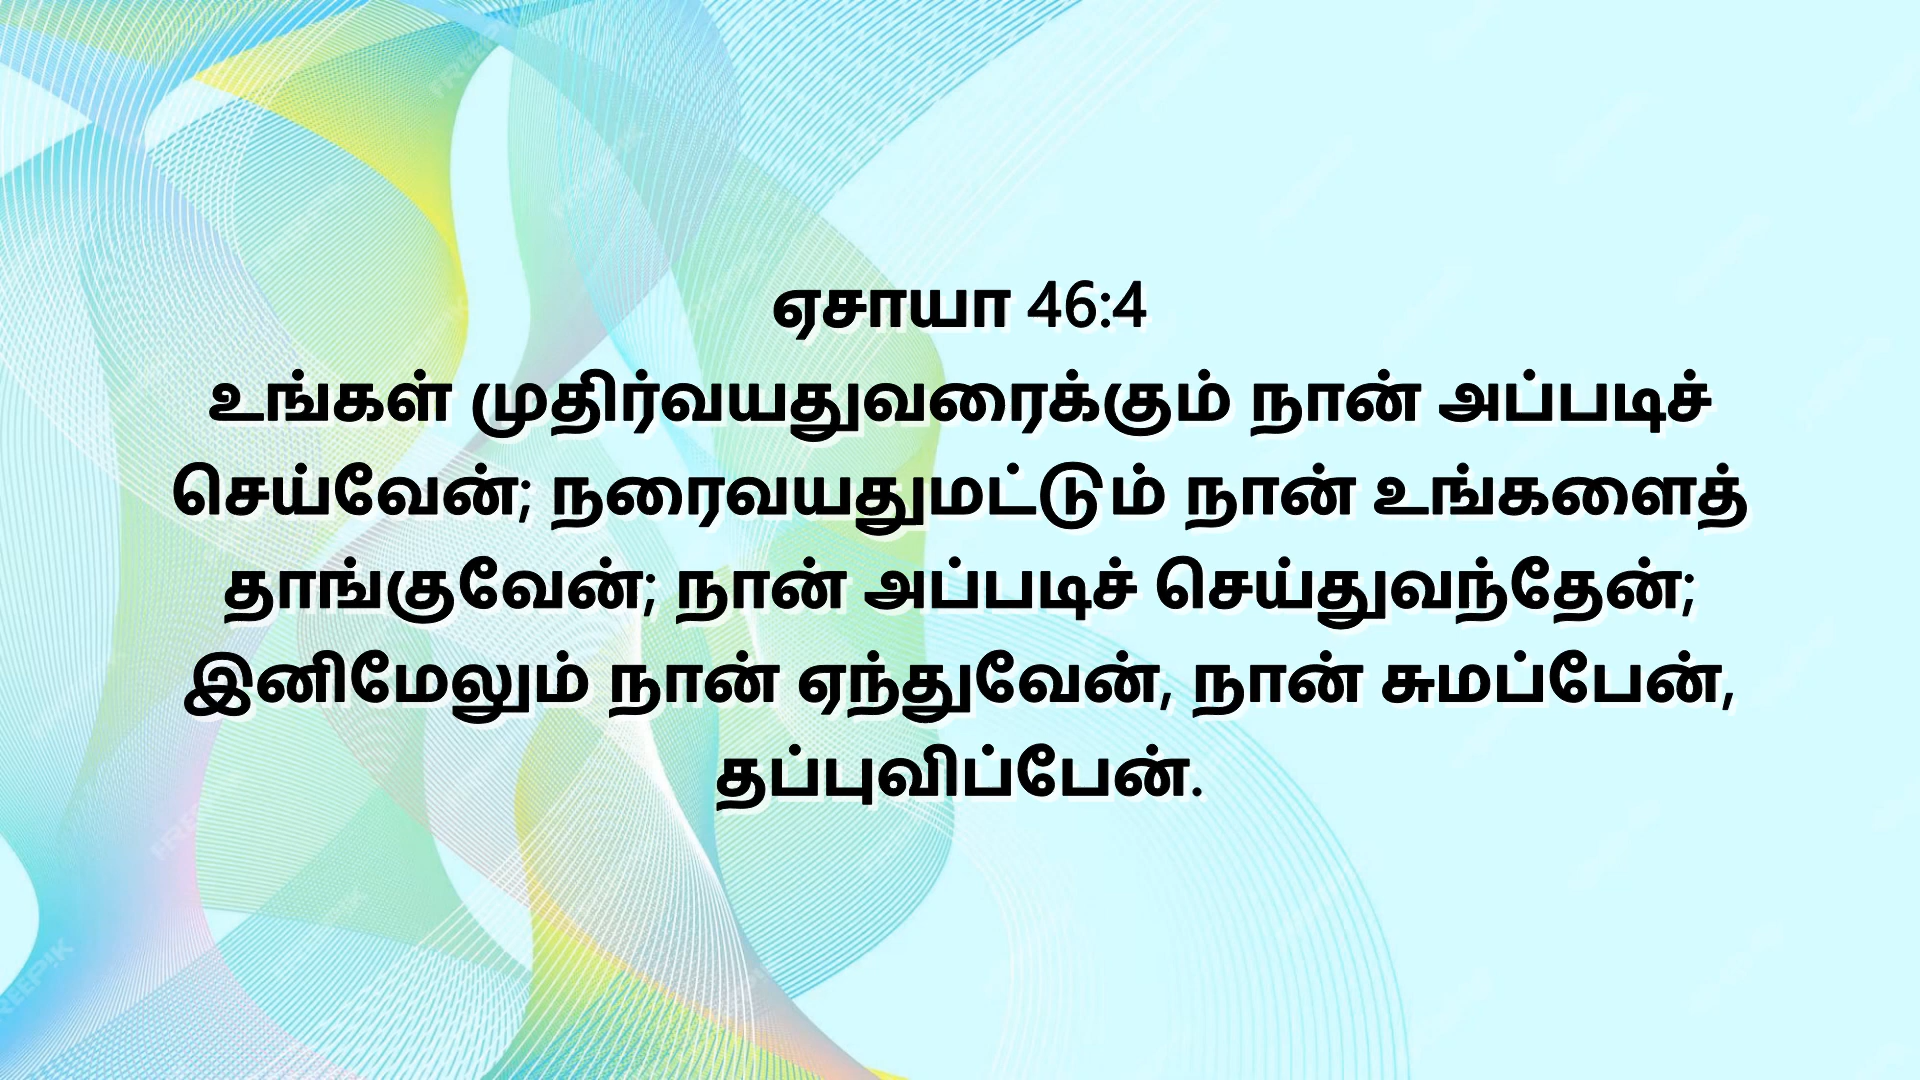 ஏசாயா 46:4
உங்கள் முதிர்வயதுவரைக்கும் நான் அப்படிச்
செய்வேன்; நரைவயதுமட்டும் நான் உங்களைத்
தாங்குவேன்; நான் அப்படிச் செய்துவந்தேன்;
இனிமேலும் நான் ஏந்துவேன், நான் சுமப்பேன்,
தப்புவிப்பேன்.